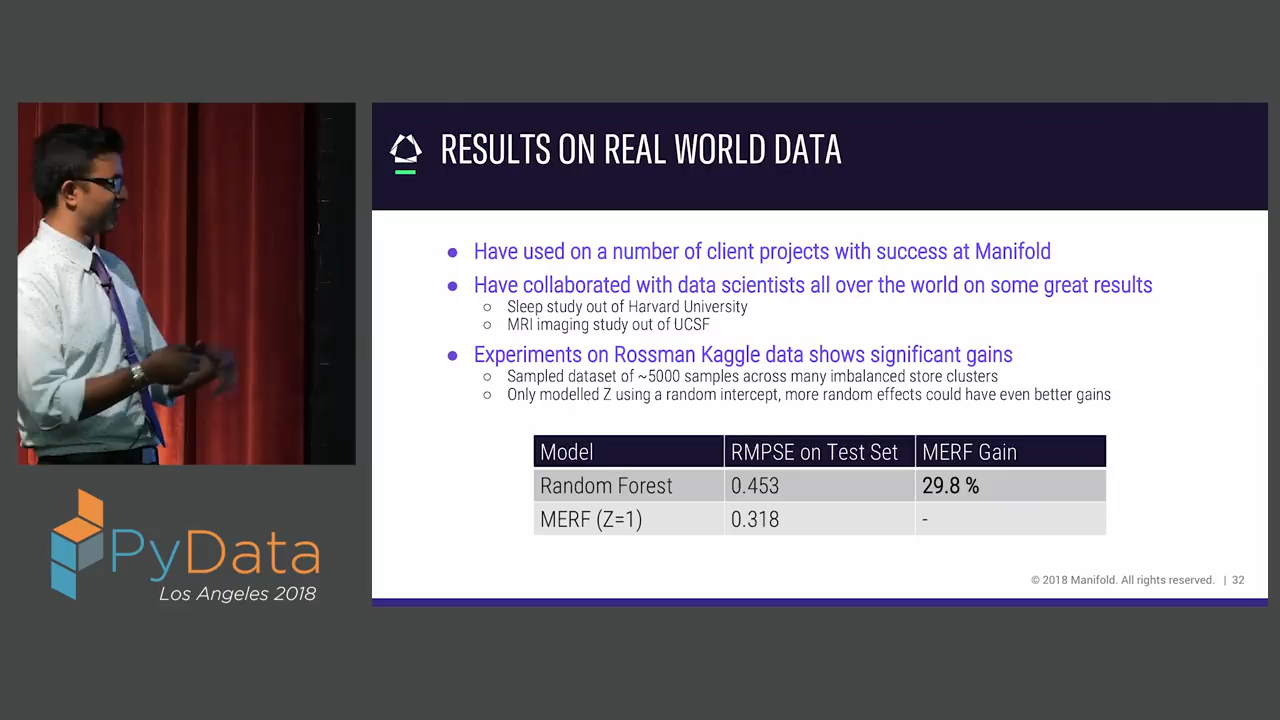 RESULTS ON REAL WORLD DATA
● Have used on a number of client projects with success at Manifold
● Have collaborated with data scientists all over the world on some great results
○ Sleep study out of Harvard University
○ MRI imaging study out of UCSF
● Experiments on Rossman Kaggle data shows significant gains
○ Sampled dataset of ~5000 samples across many imbalanced store clusters
○ Only modelled Z using a random intercept, more random effects could have even better gains
Model RMPSE on Test Set MERF Gain
Random Forest 0.453 29.8 %
MERF (Z=1) 0.318 -
© 2018 Manifold. All rights reserved. | 32
PyData
Los Angeles 2018